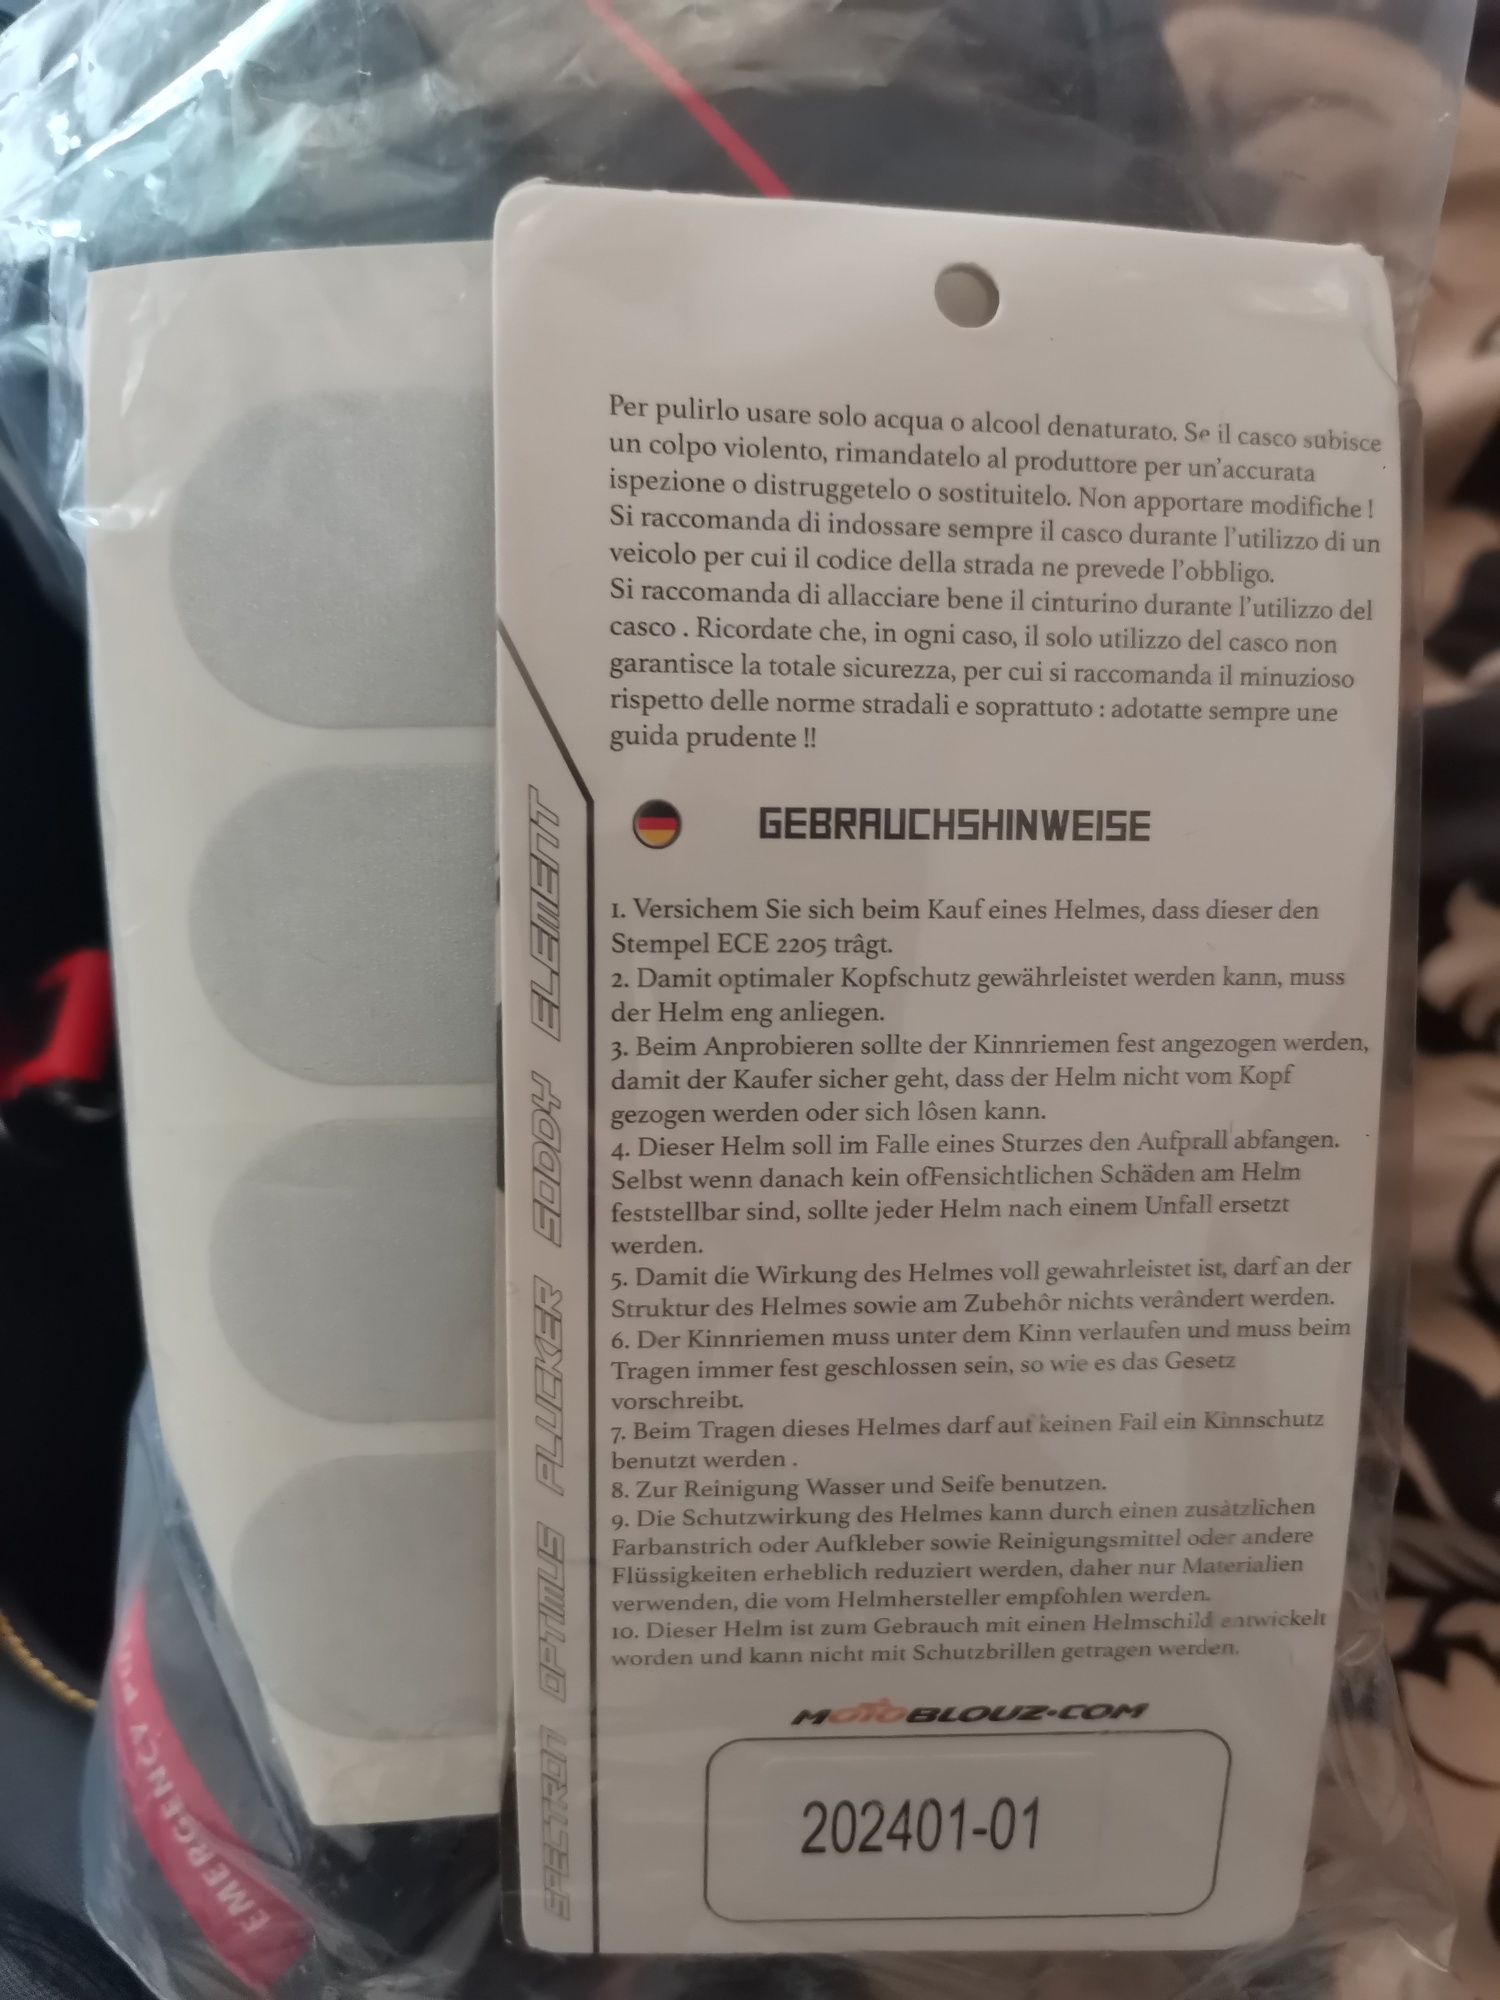 Per pulirlo usare solo acqua o alcool denaturato. Se il casco subisce
un colpo violento, rimandatelo al produttore per un'accurata
ispezione o distruggetelo o sostituitelo. Non apportare modifiche !
Si raccomanda di indossare sempre il casco durante l'utilizzo di un
veicolo per cui il codice della strada ne prevede l'obbligo.
Si raccomanda di allacciare bene il cinturino durante l'utilizzo del
casco . Ricordate che, in ogni caso, il solo utilizzo del casco non
garantisce la totale sicurezza, per cui si raccomanda il minuzioso
rispetto delle norme stradali e soprattuto : adotatte sempre une
guida prudente !!
GEBRAUCHSHINWEISE
1. Versichem Sie sich beim Kauf eines Helmes, dass dieser den
Stempel ECE 2205 trâgt.
2. Damit optimaler Kopfschutz gewährleistet werden kann, muss
der Helm eng anliegen.
3. Beim Anprobieren sollte der Kinnriemen fest angezogen werden,
damit der Kaufer sicher geht, dass der Helm nicht vom Kopf
gezogen werden oder sich lôsen kann.
4. Dieser Helm soll im Falle eines Sturzes den Aufprall abfangen.
Selbst wenn danach kein ofFensichtlichen Schäden am Helm
feststellbar sind, sollte jeder Helm nach einem Unfall ersetzt
werden.
5. Damit die Wirkung des Helmes voll gewahrleistet ist, darf an der
Struktur des Helmes sowie am Zubehôr nichts verândert werden.
6. Der Kinnriemen muss unter dem Kinn verlaufen und muss beim
Tragen immer fest geschlossen sein, so wie es das Gesetz
vorschreibt.
7. Beim Tragen dieses Helmes darf aut keinen Fail ein Kinnschutz
benutzt werden .
8. Zur Reinigung Wasser und Seife benutzen.
9. Die Schutzwirkung des Helmes kann durch einen zusàtzlichen
Farbanstrich oder Aufkleber sowie Reinigungsmittel oder andere
Flüssigkeiten erheblich reduziert werden, daher nur Materialien
verwenden, die vom Helmhersteller empfohlen werden.
10. Dieser Helm ist zum Gebrauch mit einen Helmschild entwickelt
worden und kann nicht mit Schutzbrillen getragen werden.
MOTOBLOUZ.COM
202401-01
SPECTRON OPTIMUS FLICKER SODDY ELEMENT
EMERGENCY